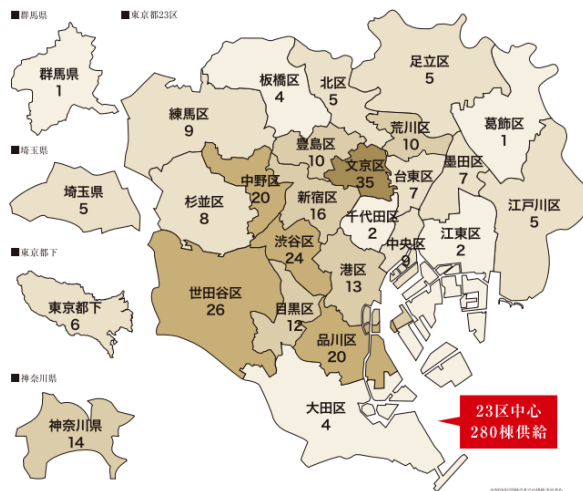 ■群馬県
群馬県
1
■埼玉県
埼玉県
5
■東京都下
東京都下
6
■神奈川県
神奈川県
14
■東京都23区
足立区
5
板橋区
4
北区
5
練馬区
9
荒川区
10
葛飾区
1
豊島区
10
文京区
35
墨田区
7
台東区
7
中野区
20
杉並区
8
新宿区
16
千代田区
2
江戸川区
5
渋谷区
24
中央区
9
江東区
2
港区
13
世田谷区
26
目黒区
12
品川区
20
大田区
4
23区中心
280棟供給